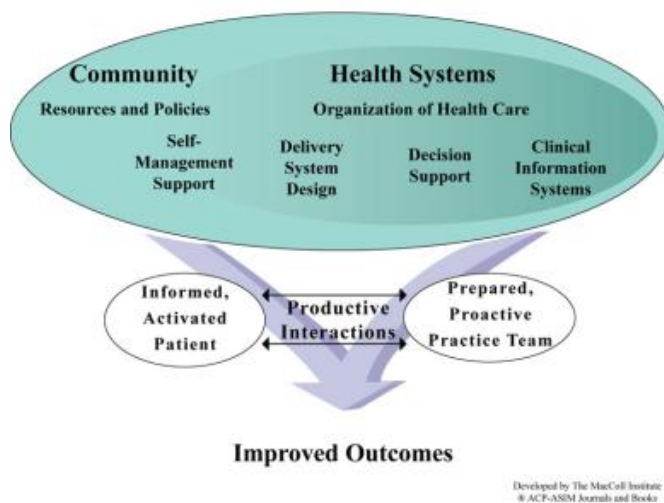 Community
Health Systems
Resources and Policies
Organization of Health Care
Self-
Management
Support
Delivery
System
Design
Decision
Support
Clinical
Information
Systems
Informed,
Activated
Patient
Productive
Interactions
Prepared,
Proactive
Practice Team
Improved Outcomes
Developed by The MacColl Institute
® ACP-ASIM Journals and Books